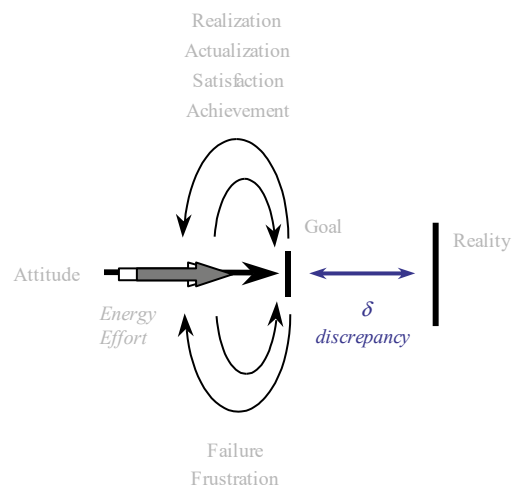 Realization
Actualization
Satisfaction
Achievement
Goal
Reality
Attitude
Energy
Effort
δ
discrepancy
Failure
Frustration